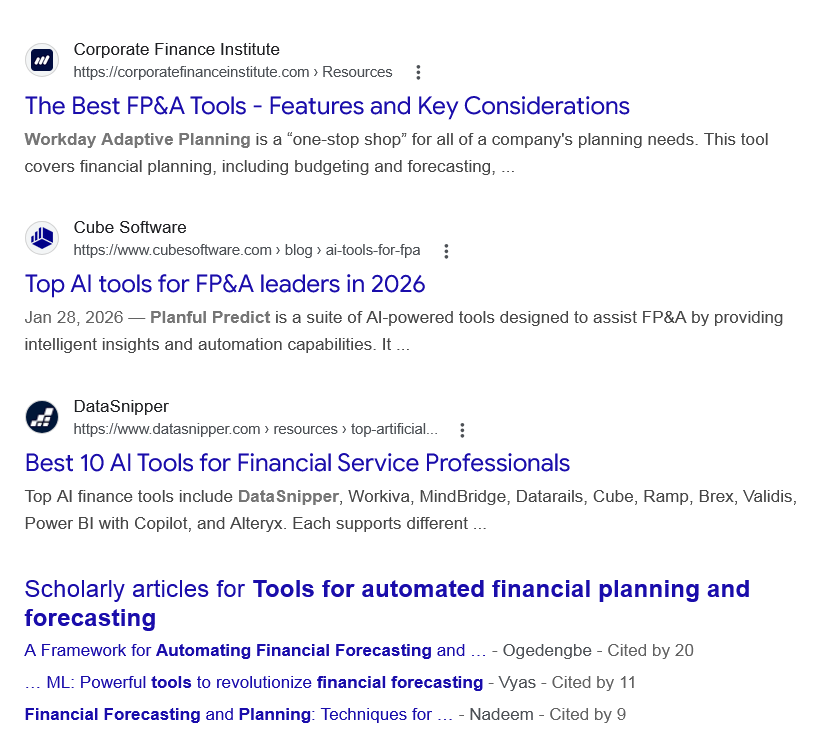 Corporate Finance Institute
https://corporatefinanceinstitute.com › Resources
The Best FP&A Tools - Features and Key Considerations
Workday Adaptive Planning is a “one-stop shop” for all of a company's planning needs. This tool
covers financial planning, including budgeting and forecasting, ...
Cube Software
https://www.cubesoftware.com › blog › ai-tools-for-fpa
Top AI tools for FP&A leaders in 2026
Jan 28, 2026 — Planful Predict is a suite of AI-powered tools designed to assist FP&A by providing
intelligent insights and automation capabilities. It ...
DataSnipper
https://www.datasnipper.com › resources › top-artificial...
Best 10 AI Tools for Financial Service Professionals
Top AI finance tools include DataSnipper, Workiva, MindBridge, Datarails, Cube, Ramp, Brex, Validis,
Power BI with Copilot, and Alteryx. Each supports different ...
Scholarly articles for Tools for automated financial planning and
forecasting
A Framework for Automating Financial Forecasting and … - Ogedengbe - Cited by 20
… ML: Powerful tools to revolutionize financial forecasting - Vyas - Cited by 11
Financial Forecasting and Planning: Techniques for … - Nadeem - Cited by 9